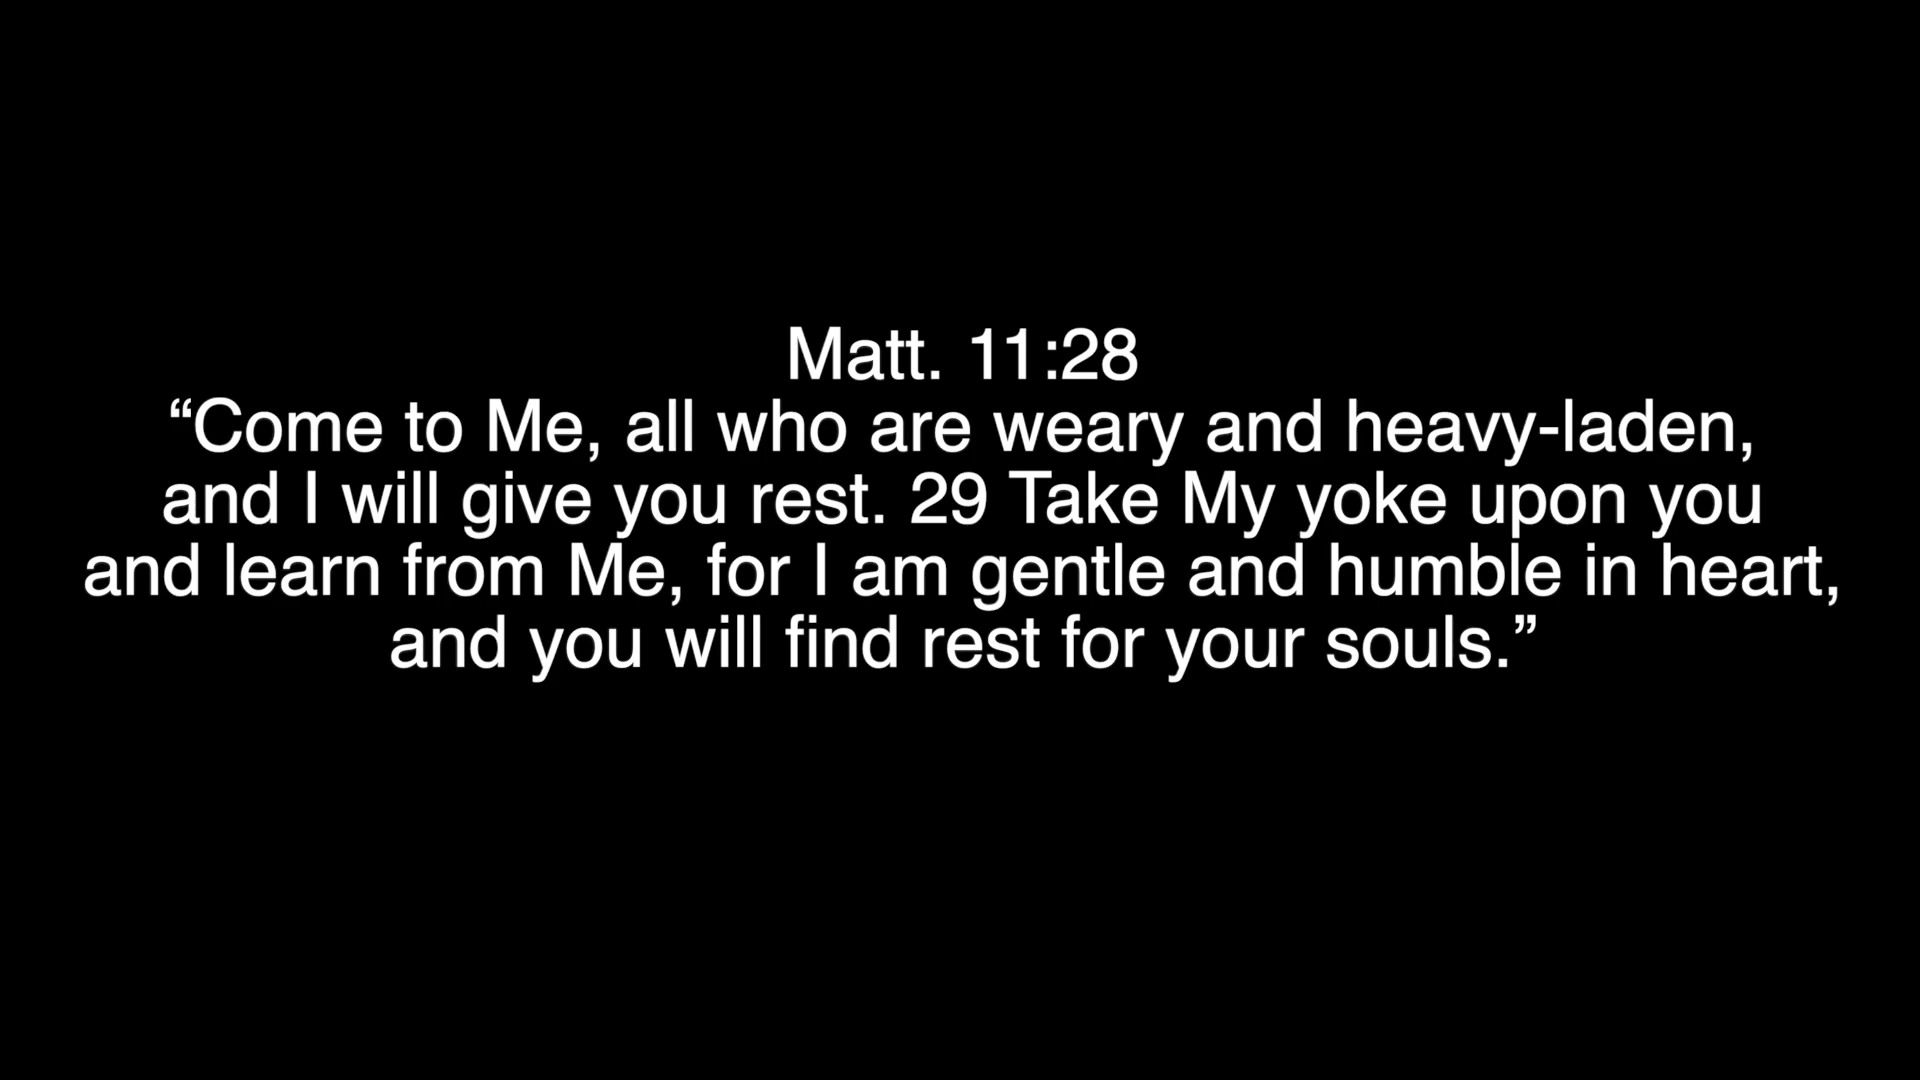 Matt. 11:28
“Come to Me, all who are weary and heavy-laden,
and I will give you rest. 29 Take My yoke upon you
and learn from Me, for I am gentle and humble in heart,
and you will find rest for your souls.”